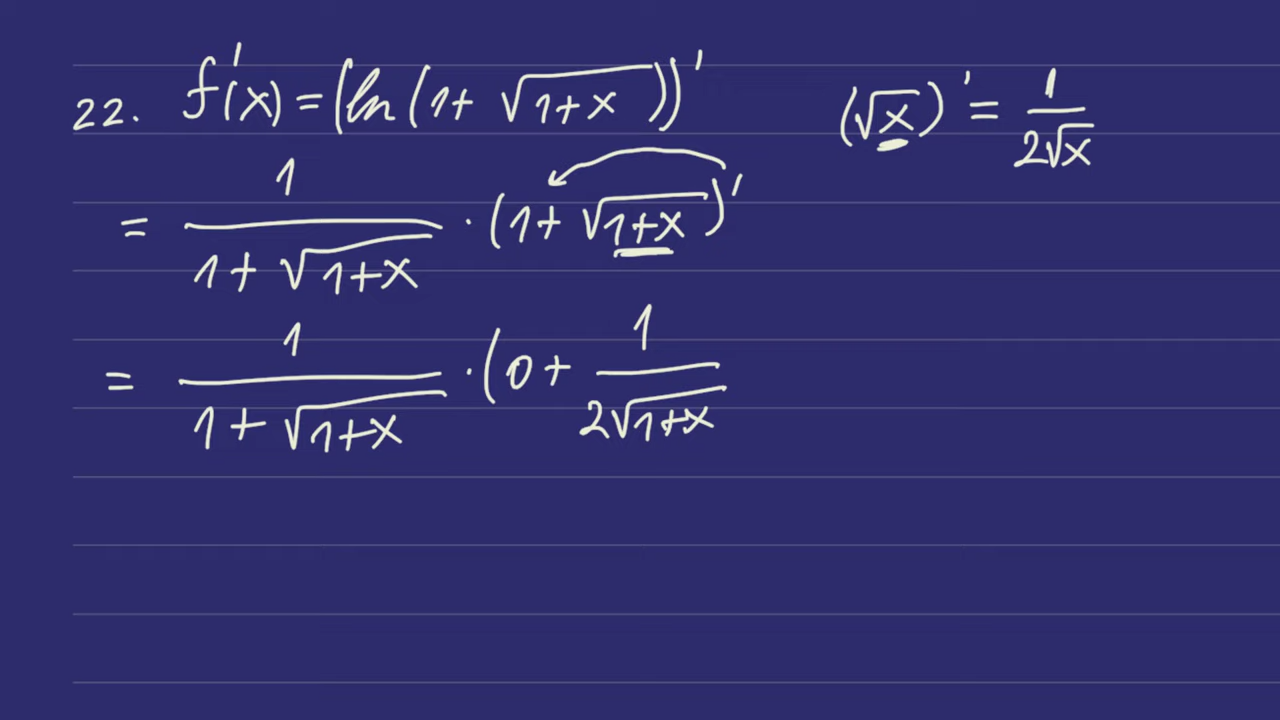 22. f'(x) = (ln(1+√(1+x)))'
(√x)' = 1/(2√x)
= 1/(1+√(1+x)) · (1+√(1+x))'
= 1/(1+√(1+x)) · (0+ 1/(2√(1+x))